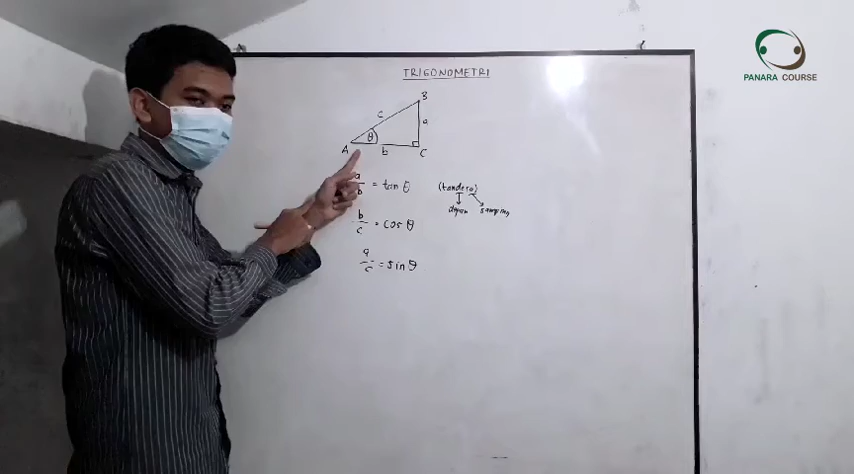 PANARA COURSE
TRIGONOMETRI
B
c
a
θ
A
b
C
a/b = tan θ (tandesa)
depan samping
b/c = cos θ
a/c = sin θ